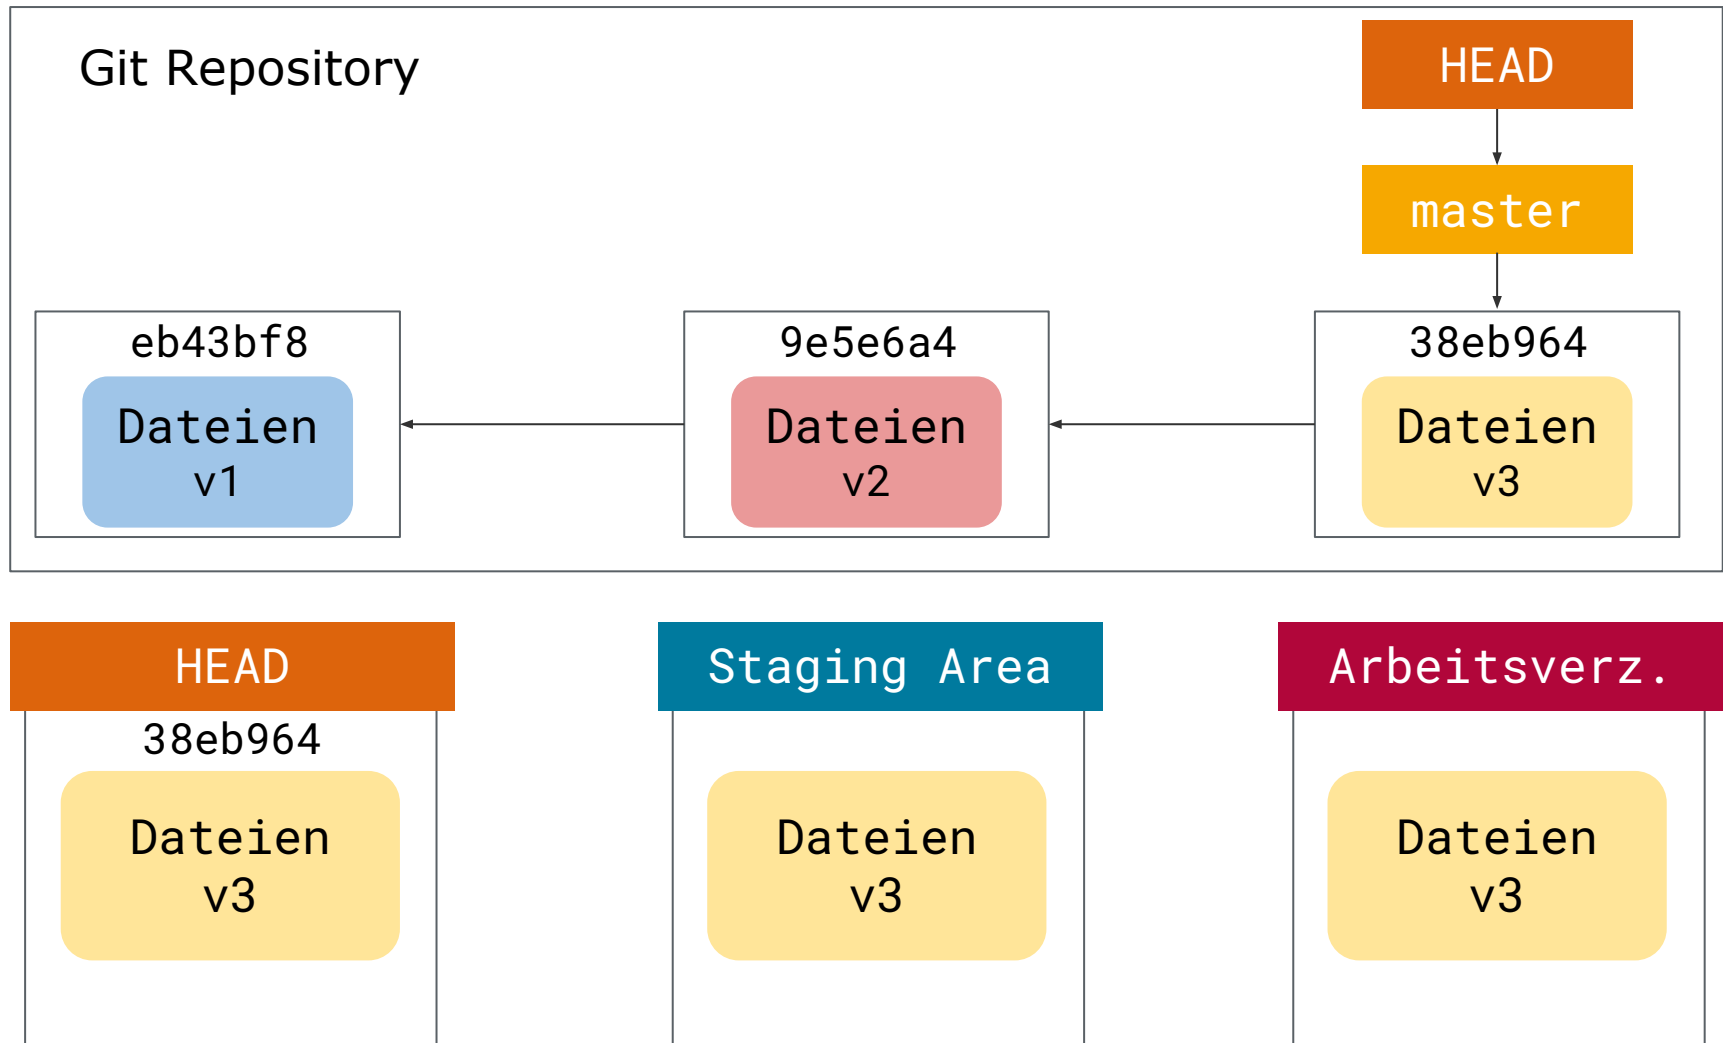 Git Repository
HEAD
master
eb43bf8
Dateien
v1
9e5e6a4
Dateien
v2
38eb964
Dateien
v3
HEAD
38eb964
Dateien
v3
Staging Area
Dateien
v3
Arbeitsverz.
Dateien
v3